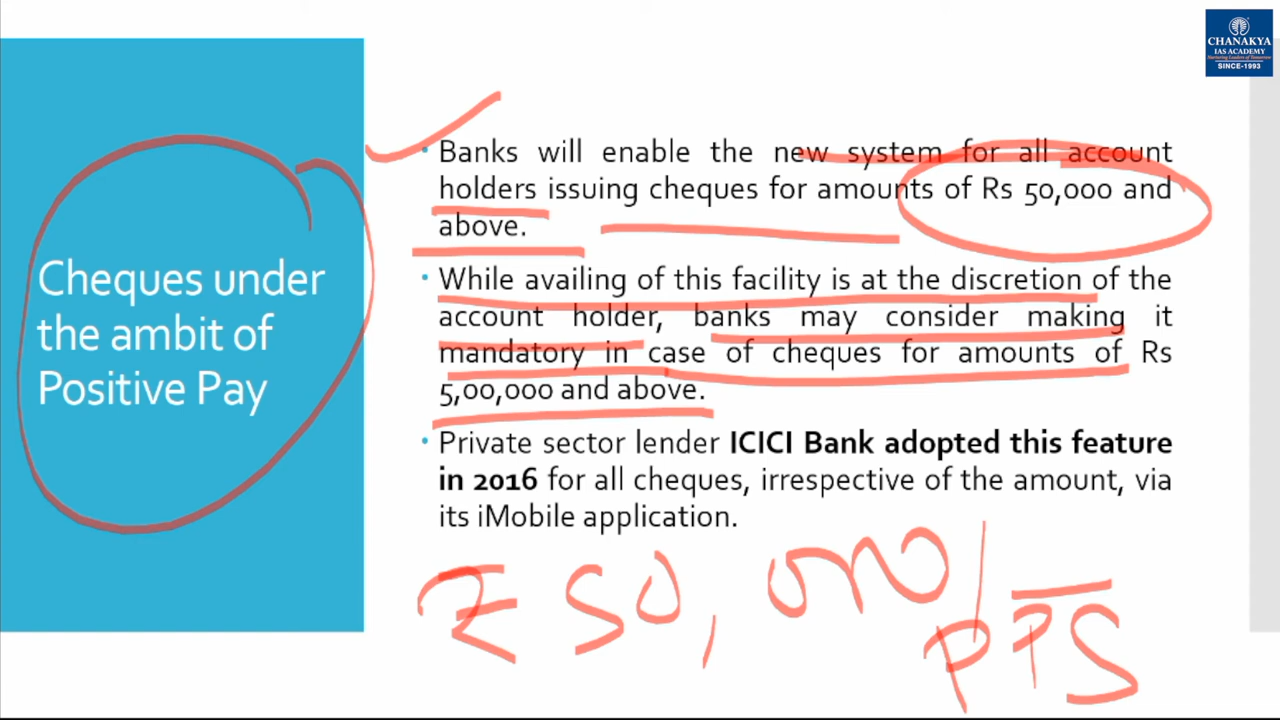 CHANAKYA
IAS ACADEMY
Nurturing Leaders of Tomorrow
SINCE-1993
Cheques under
the ambit of
Positive Pay
• Banks will enable the new system for all account
holders issuing cheques for amounts of Rs 50,000 and
above.
• While availing of this facility is at the discretion of the
account holder, banks may consider making it
mandatory in case of cheques for amounts of Rs
5,00,000 and above.
• Private sector lender ICICI Bank adopted this feature
in 2016 for all cheques, irrespective of the amount, via
its iMobile application.
₹ 50,000/
PPS